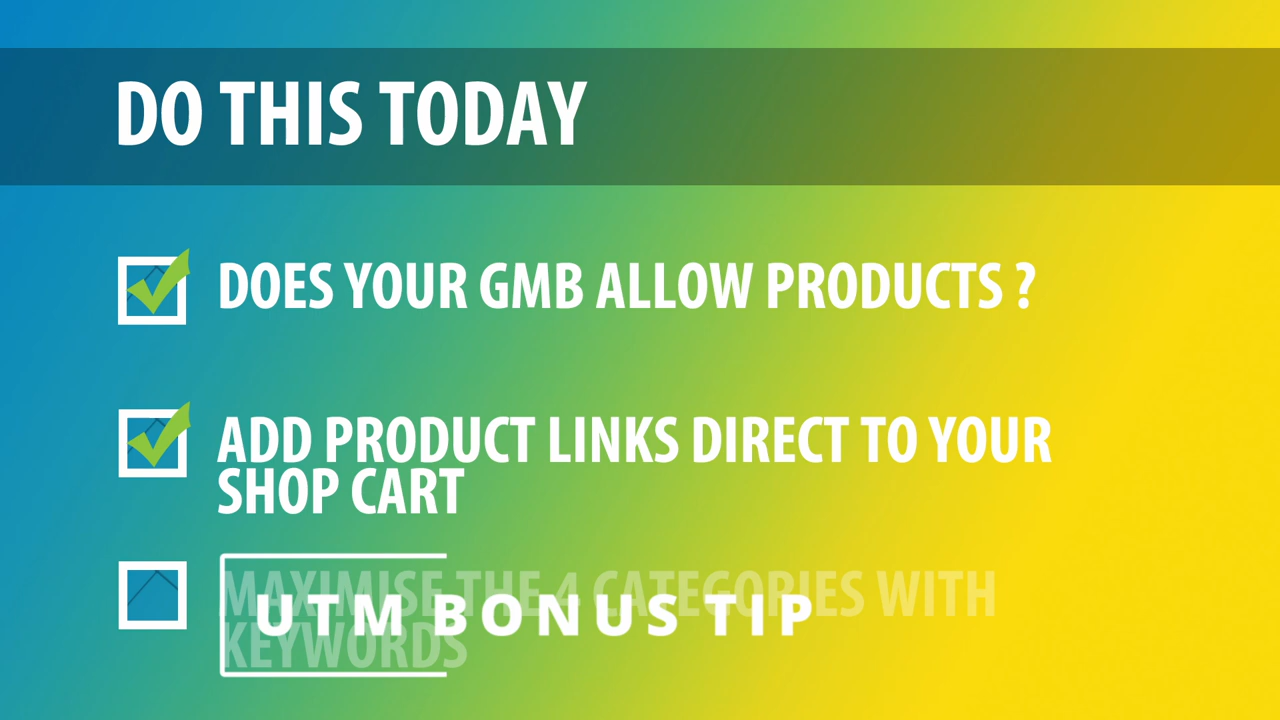 DO THIS TODAY
DOES YOUR GMB ALLOW PRODUCTS ?
ADD PRODUCT LINKS DIRECT TO YOUR
SHOP CART
MAXIMISE THE 4 CATEGORIES WITH
UTM BONUS TIP
KEYWORDS